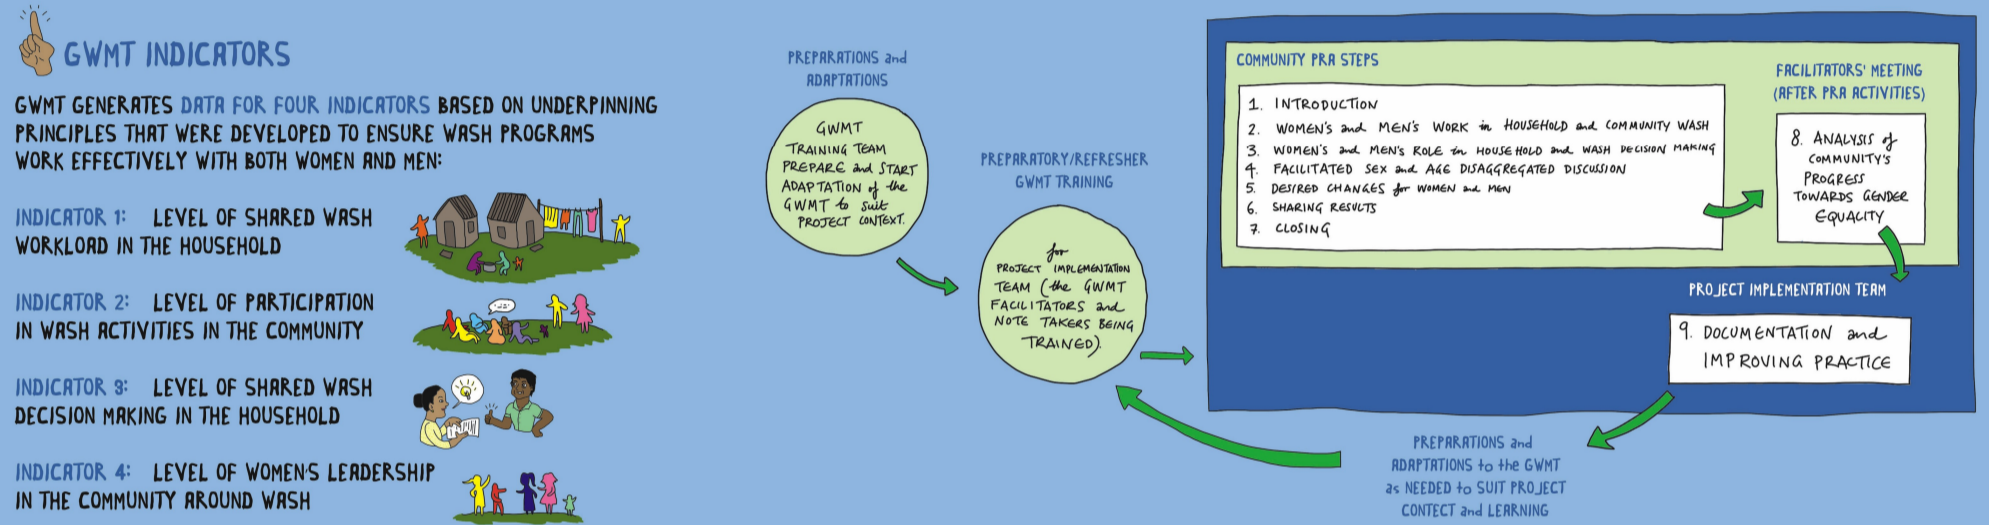 GWMT INDICATORS
GWMT GENERATES DATA FOR FOUR INDICATORS BASED ON UNDERPINNING
PRINCIPLES THAT WERE DEVELOPED TO ENSURE WASH PROGRAMS
WORK EFFECTIVELY WITH BOTH WOMEN AND MEN:
INDICATOR 1: LEVEL OF SHARED WASH
WORKLOAD IN THE HOUSEHOLD
INDICATOR 2: LEVEL OF PARTICIPATION
IN WASH ACTIVITIES IN THE COMMUNITY
INDICATOR 3: LEVEL OF SHARED WASH
DECISION MAKING IN THE HOUSEHOLD
INDICATOR 4: LEVEL OF WOMEN'S LEADERSHIP
IN THE COMMUNITY AROUND WASH
PREPARATIONS and
ADAPTATIONS
GWMT
TRAINING TEAM
PREPARE and START
ADAPTATION of the
GWMT to suit
PROJECT CONTEXT.
PREPARATORY/REFRESHER
GWMT TRAINING
for
PROJECT IMPLEMENTATION
TEAM (the GWMT
FACILITATORS and
NOTE TAKERS BEING
TRAINED).
COMMUNITY PRA STEPS
1. INTRODUCTION
2. WOMEN'S and MEN'S WORK in HOUSEHOLD and COMMUNITY WASH
3. WOMEN'S and MEN'S ROLE in HOUSEHOLD and WASH DECISION MAKING
4. FACILITATED SEX and AGE DISAGGREGATED DISCUSSION
5. DESIRED CHANGES for WOMEN and MEN
6. SHARING RESULTS
7. CLOSING
FACILITATORS' MEETING
(AFTER PRA ACTIVITIES)
8. ANALYSIS of
COMMUNITY'S
PROGRESS
TOWARDS GENDER
EQUALITY
PROJECT IMPLEMENTATION TEAM
9. DOCUMENTATION and
IMPROVING PRACTICE
PREPARATIONS and
ADAPTATIONS to the GWMT
as NEEDED to SUIT PROJECT
CONTECT and LEARNING